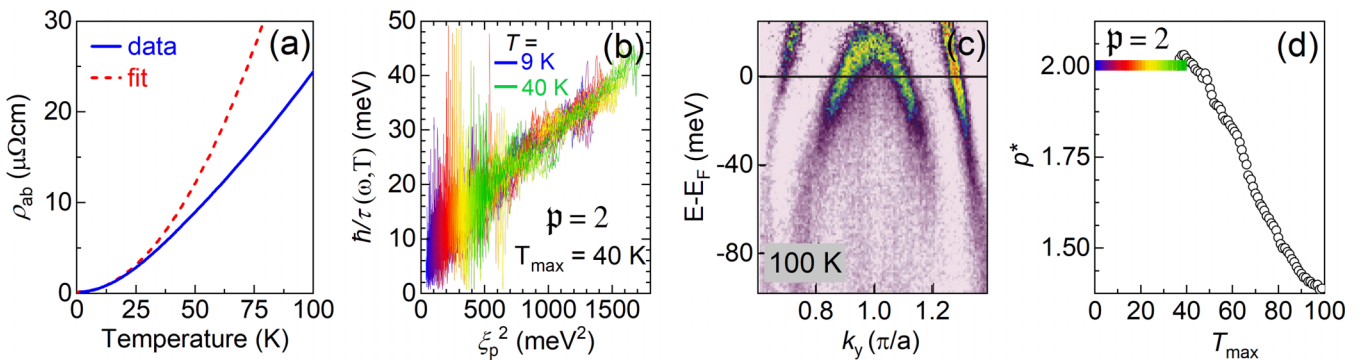 (a)
data
fit
ρab (μΩcm)
30
20
10
0
0 25 50 75 100
Temperature (K)
(b)
T =
9 K
40 K
ħ/τ (ω,T) (meV)
50
40
30
20
10
0
𝔭 = 2
Tmax = 40 K
0 500 1000 1500
ξp² (meV²)
(c)
E-EF (meV)
0
-40
-80
100 K
0.8 1.0 1.2
ky (π/a)
𝔭 = 2
(d)
p*
2.00
1.75
1.50
0 20 40 60 80 100
Tmax